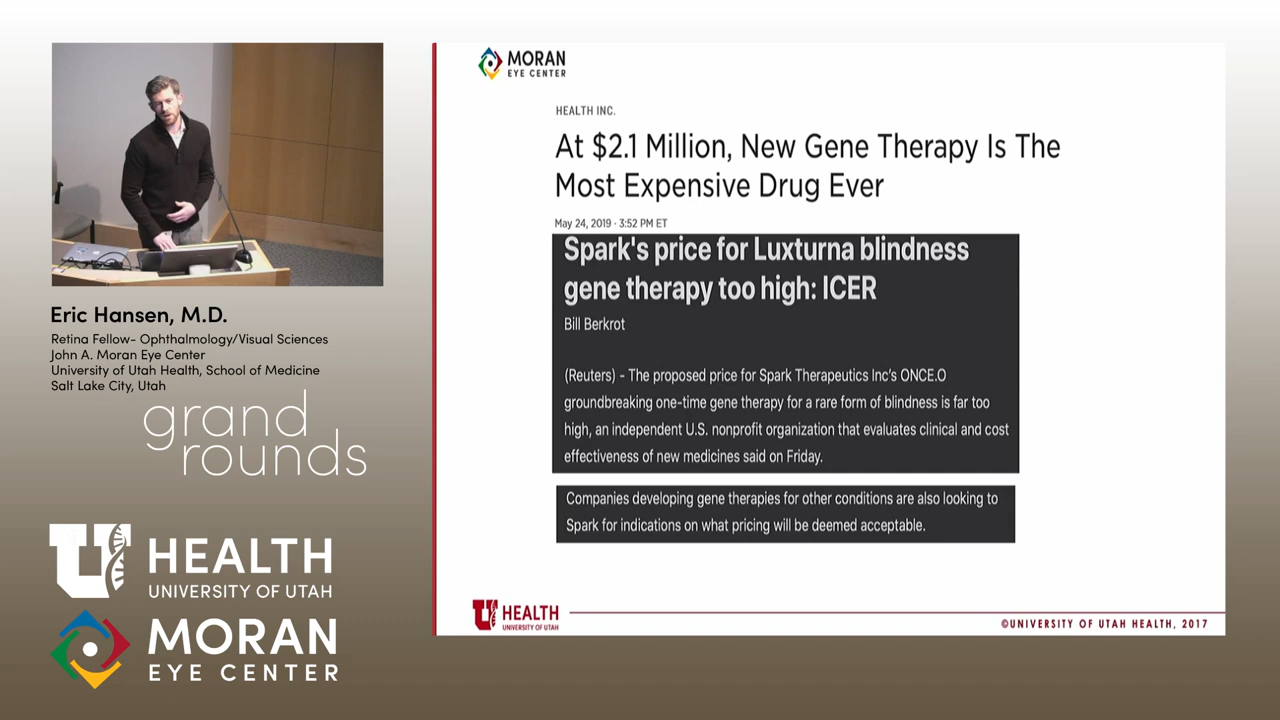 Eric Hansen, M.D.
Retina Fellow- Ophthalmology/Visual Sciences
John A. Moran Eye Center
University of Utah Health, School of Medicine
Salt Lake City, Utah
grand
rounds
U HEALTH
UNIVERSITY OF UTAH
MORAN
EYE CENTER
MORAN
EYE CENTER
HEALTH INC.
At $2.1 Million, New Gene Therapy Is The
Most Expensive Drug Ever
May 24, 2019 · 3:52 PM ET
Spark's price for Luxturna blindness
gene therapy too high: ICER
Bill Berkrot
(Reuters) - The proposed price for Spark Therapeutics Inc's ONCE.O
groundbreaking one-time gene therapy for a rare form of blindness is far too
high, an independent U.S. nonprofit organization that evaluates clinical and cost
effectiveness of new medicines said on Friday.
Companies developing gene therapies for other conditions are also looking to
Spark for indications on what pricing will be deemed acceptable.
U HEALTH
UNIVERSITY OF UTAH
©UNIVERSITY OF UTAH HEALTH, 2017